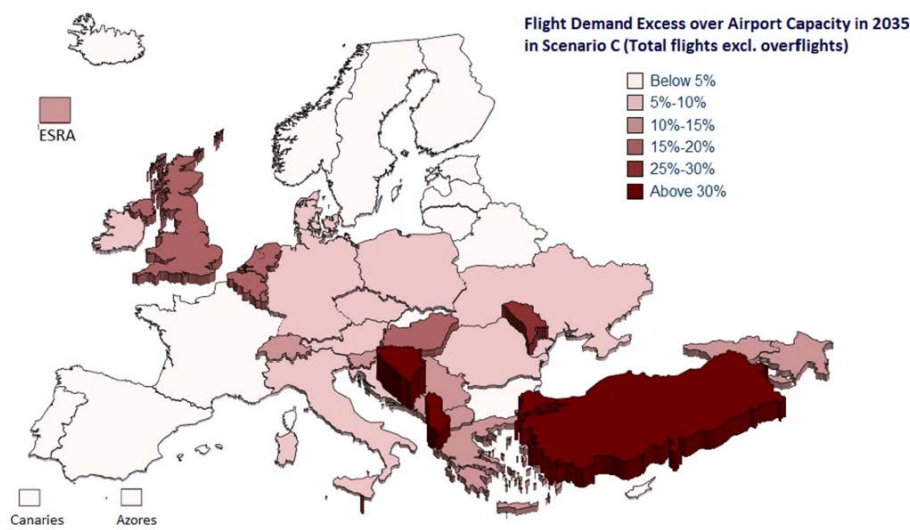 Flight Demand Excess over Airport Capacity in 2035
in Scenario C (Total flights excl. overflights)
Below 5%
5%-10%
10%-15%
15%-20%
25%-30%
Above 30%
ESRA
Canaries
Azores